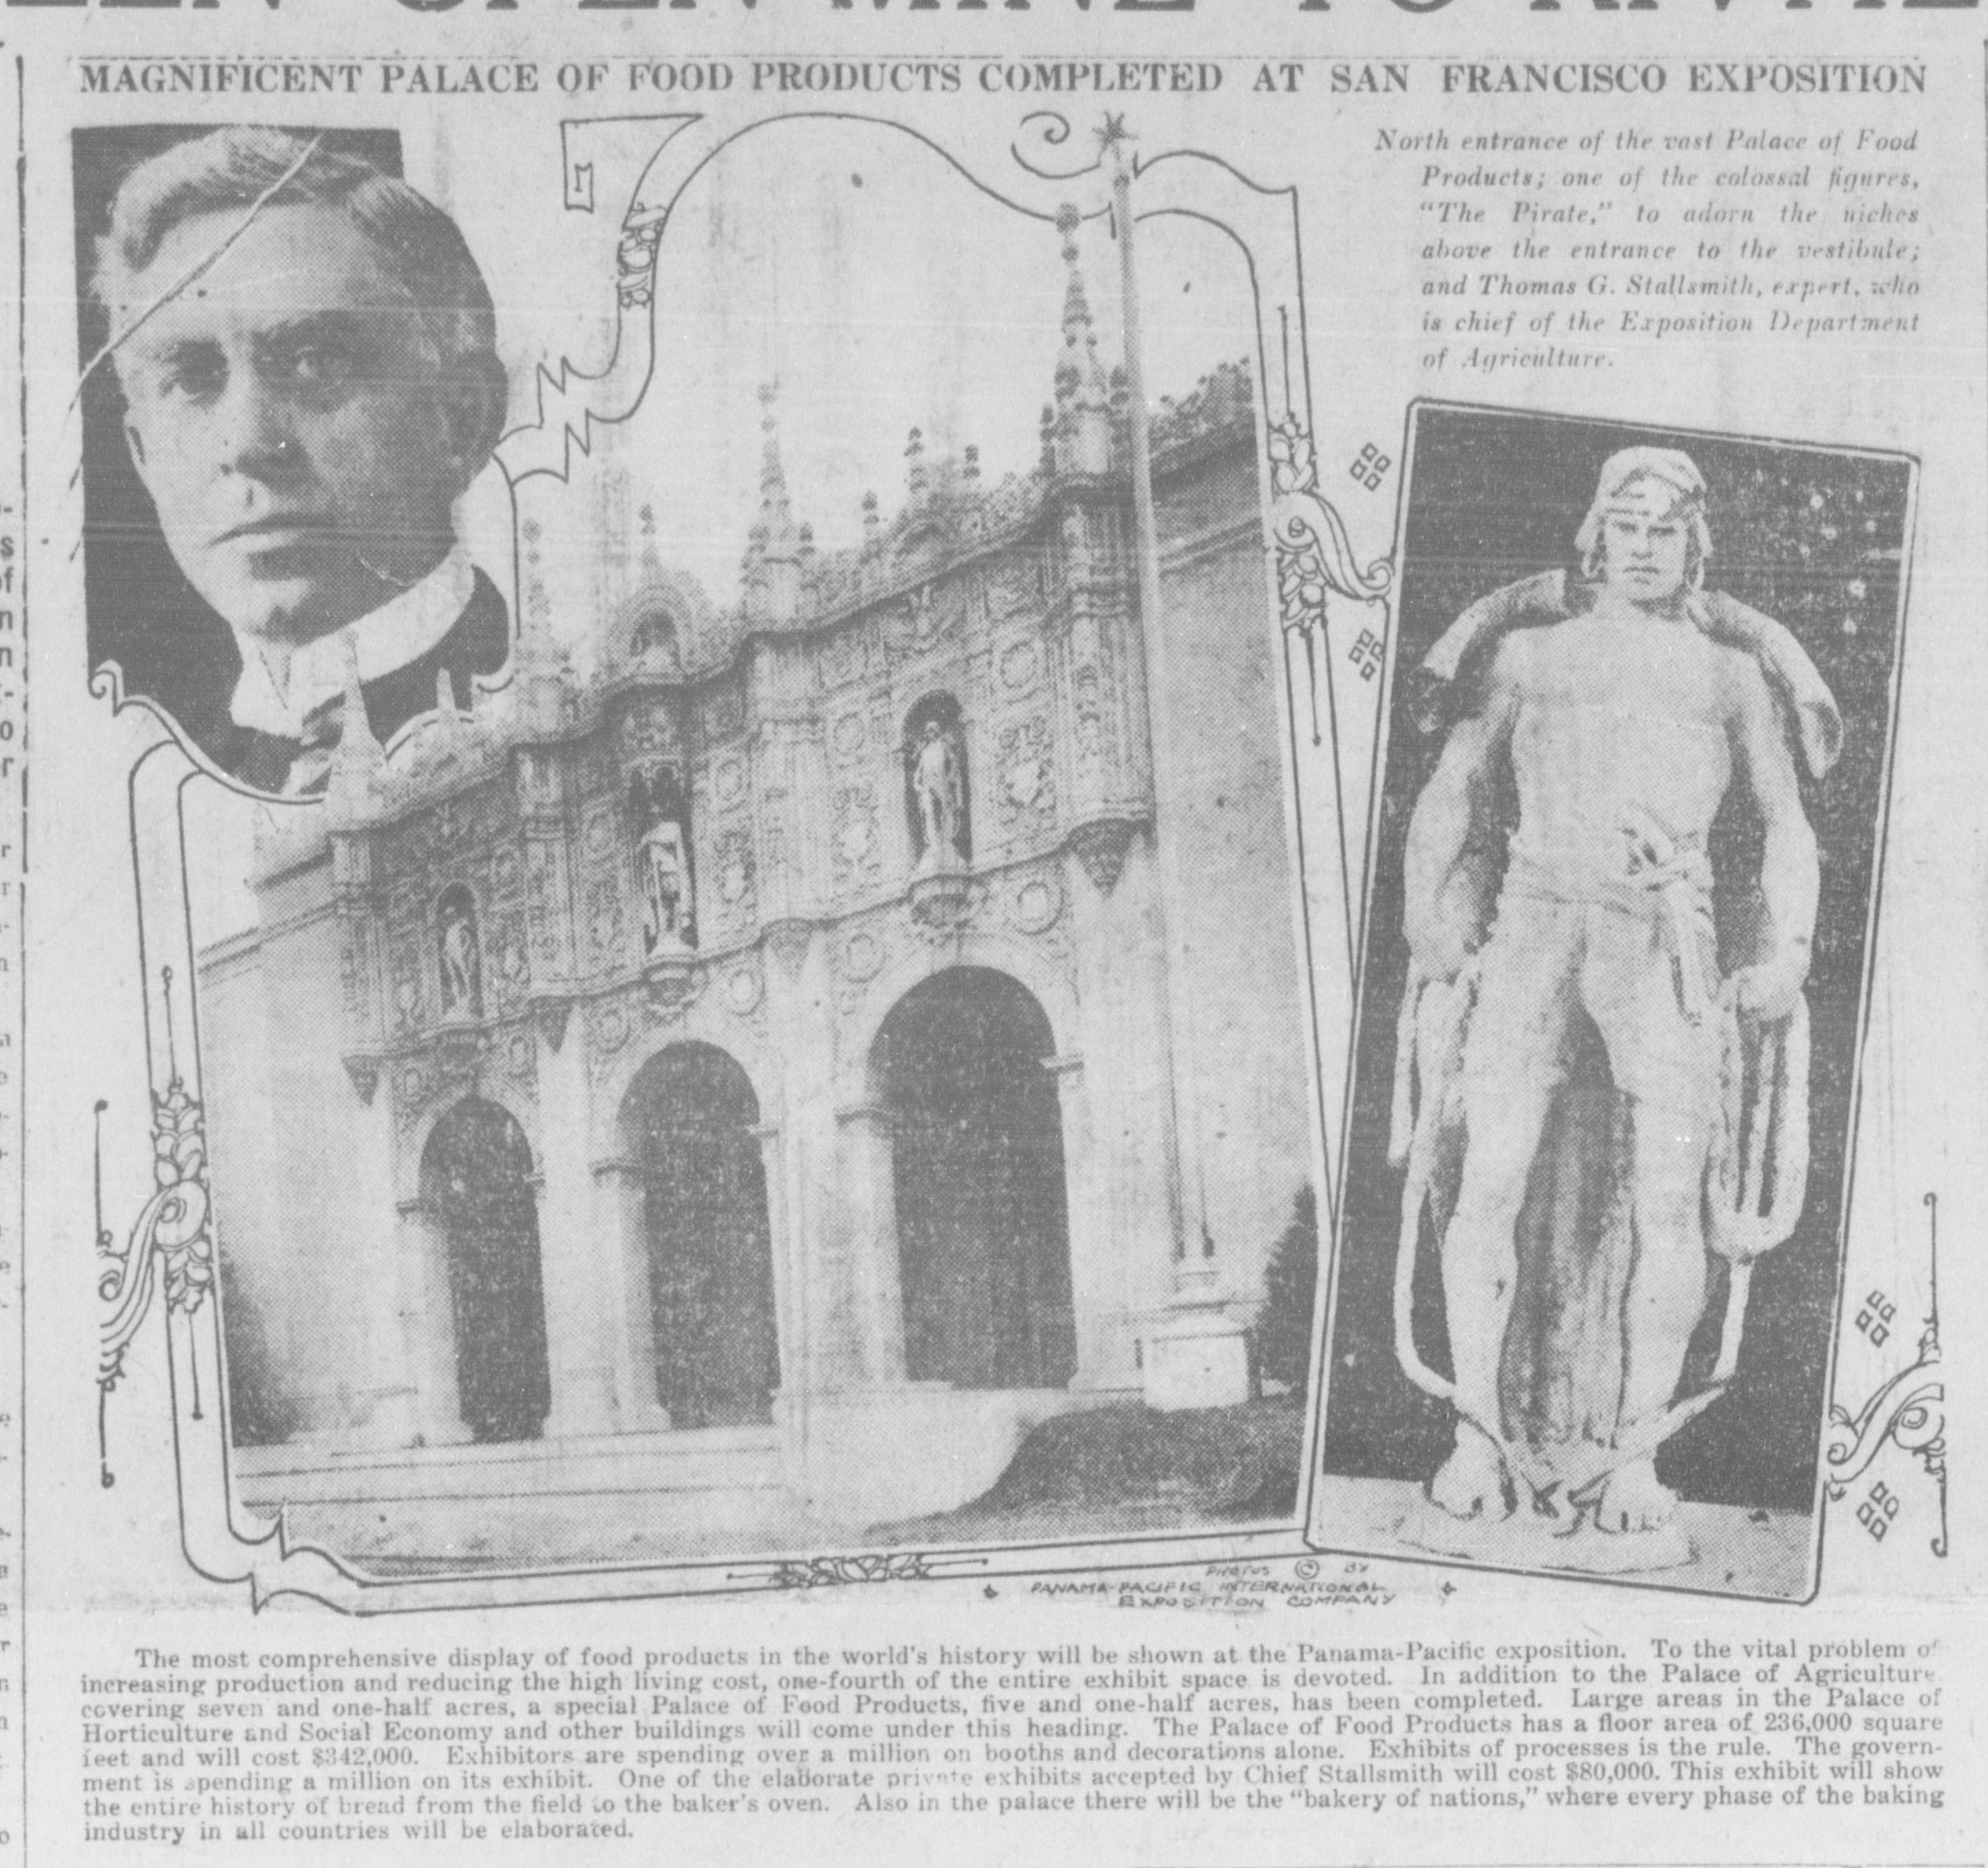 MAGNIFICENT PALACE OF FOOD PRODUCTS COMPLETED AT SAN FRANCISCO EXPOSITION
North entrance of the vast Palace of Food
Products; one of the colossal figures,
"The Pirate," to adorn the niches
above the entrance to the vestibule;
and Thomas G. Stallsmith, expert, who
is chief of the Exposition Department
of Agriculture.
PHOTOS © BY
PANAMA-PACIFIC INTERNATIONAL
EXPOSITION COMPANY
The most comprehensive display of food products in the world's history will be shown at the Panama-Pacific exposition. To the vital problem of
increasing production and reducing the high living cost, one-fourth of the entire exhibit space is devoted. In addition to the Palace of Agriculture
covering seven and one-half acres, a special Palace of Food Products, five and one-half acres, has been completed. Large areas in the Palace of
Horticulture and Social Economy and other buildings will come under this heading. The Palace of Food Products has a floor area of 236,000 square
feet and will cost $342,000. Exhibitors are spending over a million on booths and decorations alone. Exhibits of processes is the rule. The govern-
ment is spending a million on its exhibit. One of the elaborate private exhibits accepted by Chief Stallsmith will cost $80,000. This exhibit will show
the entire history of bread from the field to the baker's oven. Also in the palace there will be the "bakery of nations," where every phase of the baking
industry in all countries will be elaborated.